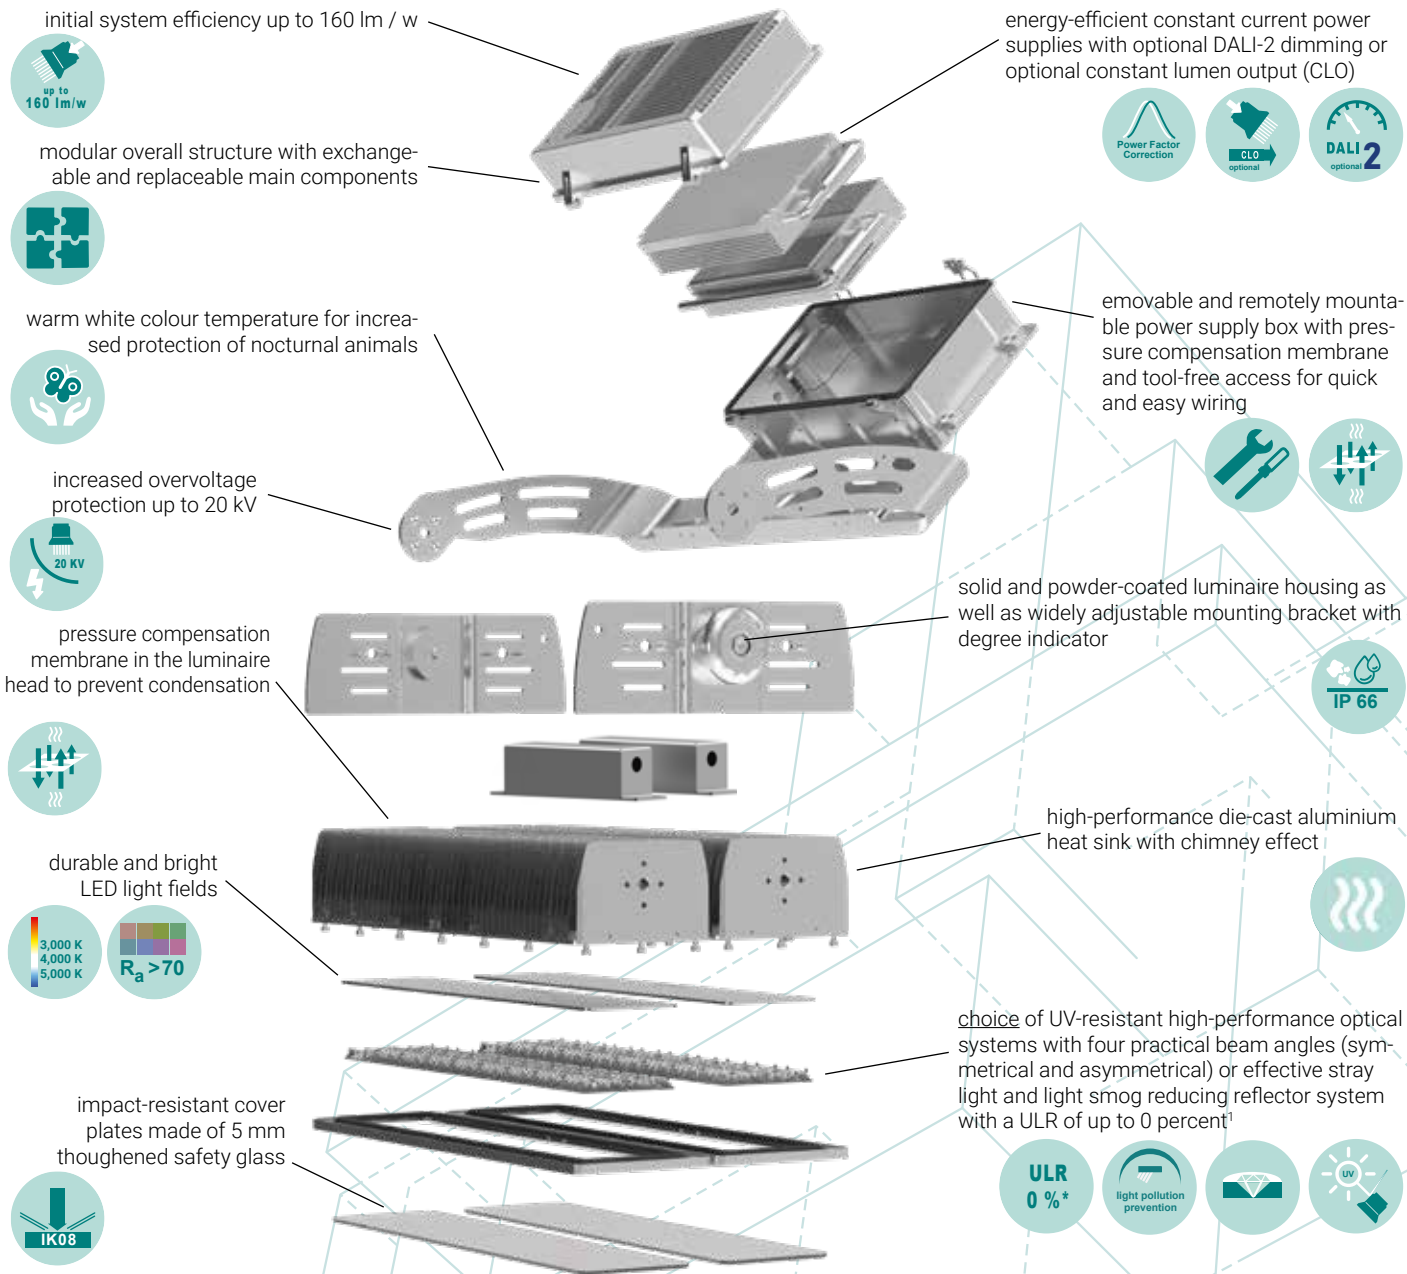 initial system efficiency up to 160 lm / w
up to
160 lm/w
modular overall structure with exchange-
able and replaceable main components
warm white colour temperature for increa-
sed protection of nocturnal animals
increased overvoltage
protection up to 20 kV
20 KV
pressure compensation
membrane in the luminaire
head to prevent condensation
durable and bright
LED light fields
3,000 K
4,000 K
5,000 K
Ra >70
impact-resistant cover
plates made of 5 mm
thoughened safety glass
IK08
energy-efficient constant current power
supplies with optional DALI-2 dimming or
optional constant lumen output (CLO)
Power Factor
Correction
CLO
optional
DALI 2
optional
emovable and remotely mounta-
ble power supply box with pres-
sure compensation membrane
and tool-free access for quick
and easy wiring
solid and powder-coated luminaire housing as
well as widely adjustable mounting bracket with
degree indicator
IP 66
high-performance die-cast aluminium
heat sink with chimney effect
choice of UV-resistant high-performance optical
systems with four practical beam angles (sym-
metrical and asymmetrical) or effective stray
light and light smog reducing reflector system
with a ULR of up to 0 percent¹
ULR
0 %*
light pollution
prevention
UV